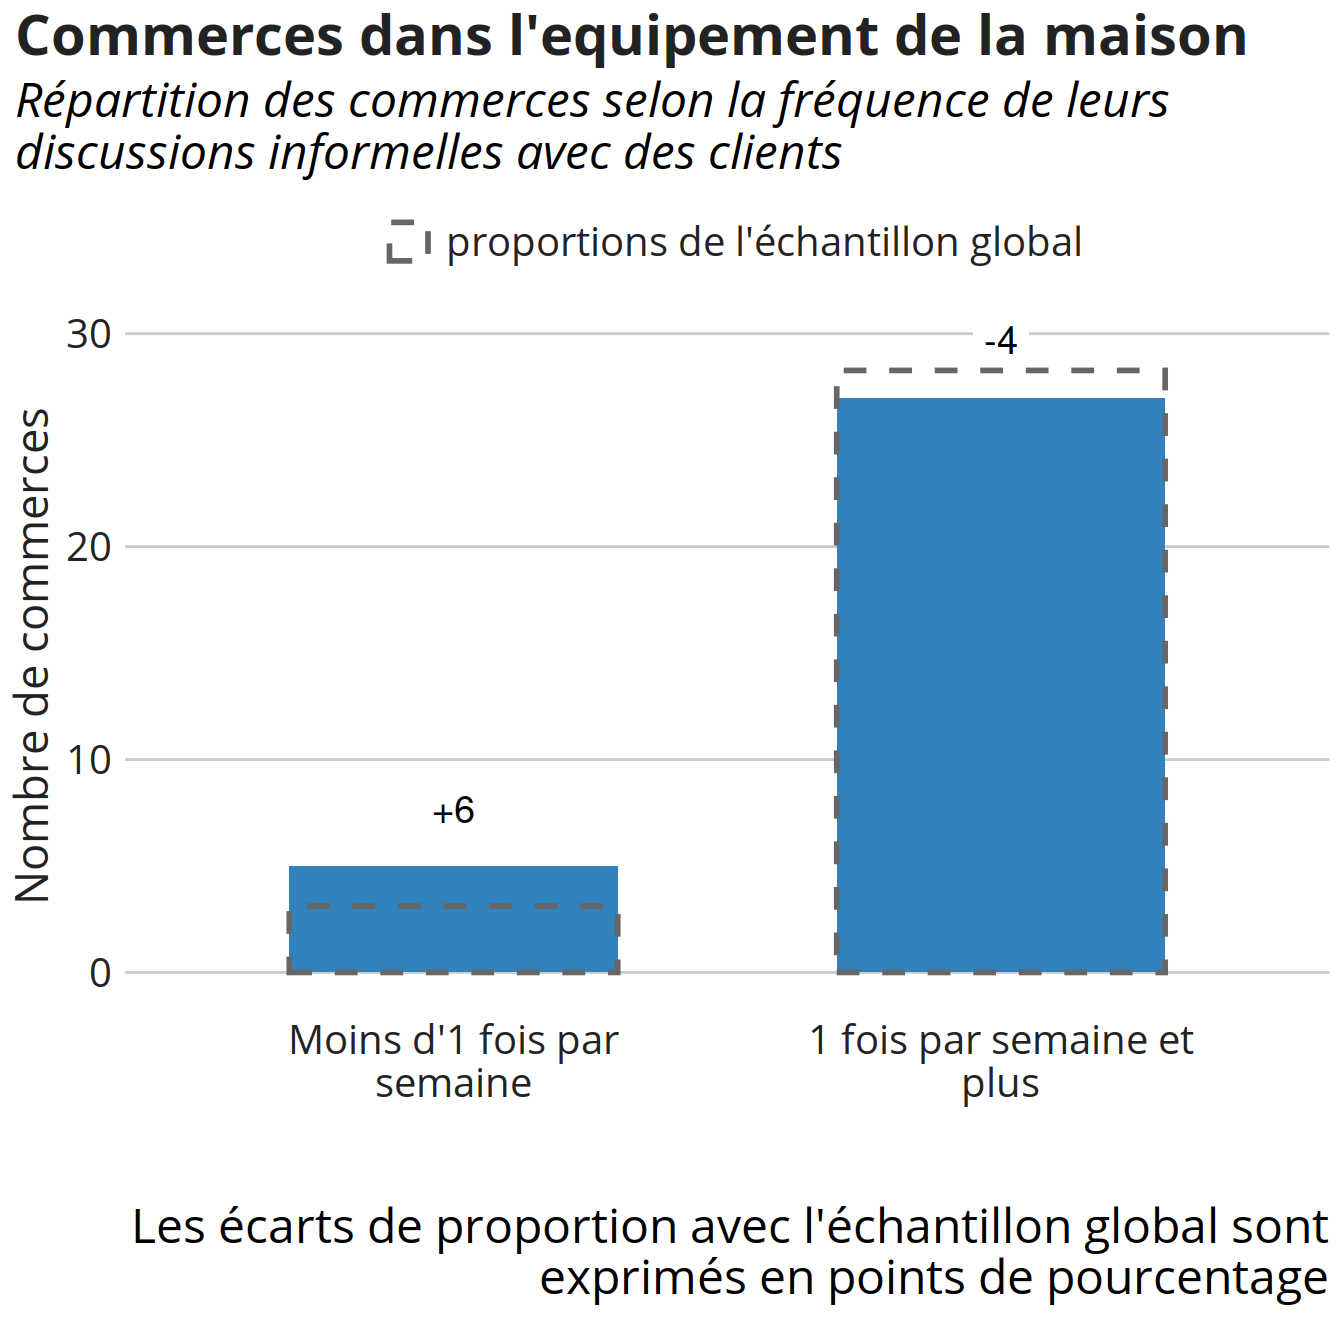 Commerces dans l'equipement de la maison
Répartition des commerces selon la fréquence de leurs
discussions informelles avec des clients
proportions de l'échantillon global
Nombre de commerces
30
20
10
0
+6
-4
Moins d'1 fois par
semaine
1 fois par semaine et
plus
Les écarts de proportion avec l'échantillon global sont
exprimés en points de pourcentage